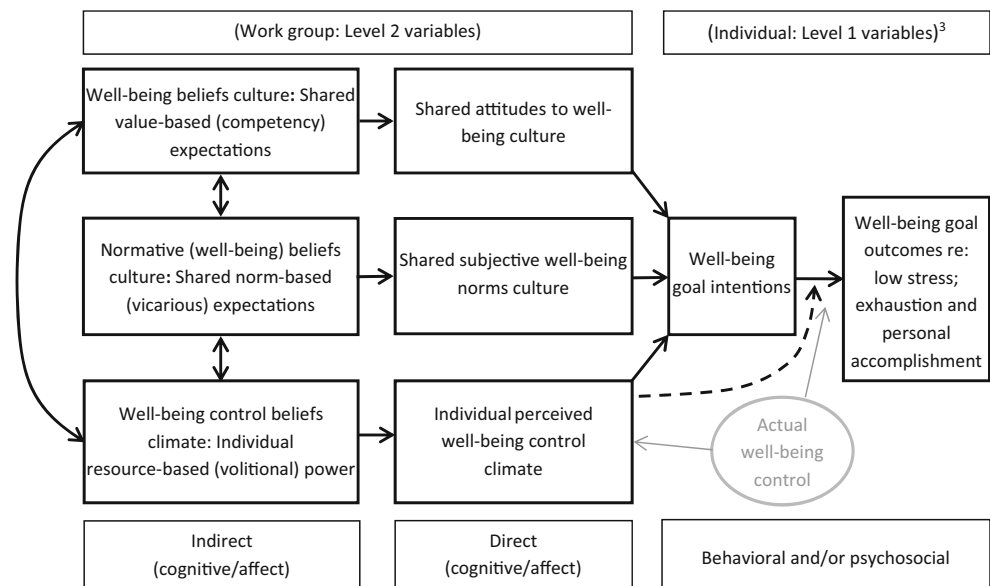 (Work group: Level 2 variables)
(Individual: Level 1 variables)³
Well-being beliefs culture: Shared
value-based (competency)
expectations
Shared attitudes to well-
being culture
Normative (well-being) beliefs
culture: Shared norm-based
(vicarious) expectations
Shared subjective well-being
norms culture
Well-being
goal intentions
Well-being goal
outcomes re:
low stress;
exhaustion and
personal
accomplishment
Well-being control beliefs
climate: Individual
resource-based (volitional) power
Individual perceived
well-being control
climate
Actual
well-being
control
Indirect
(cognitive/affect)
Direct
(cognitive/affect)
Behavioral and/or psychosocial